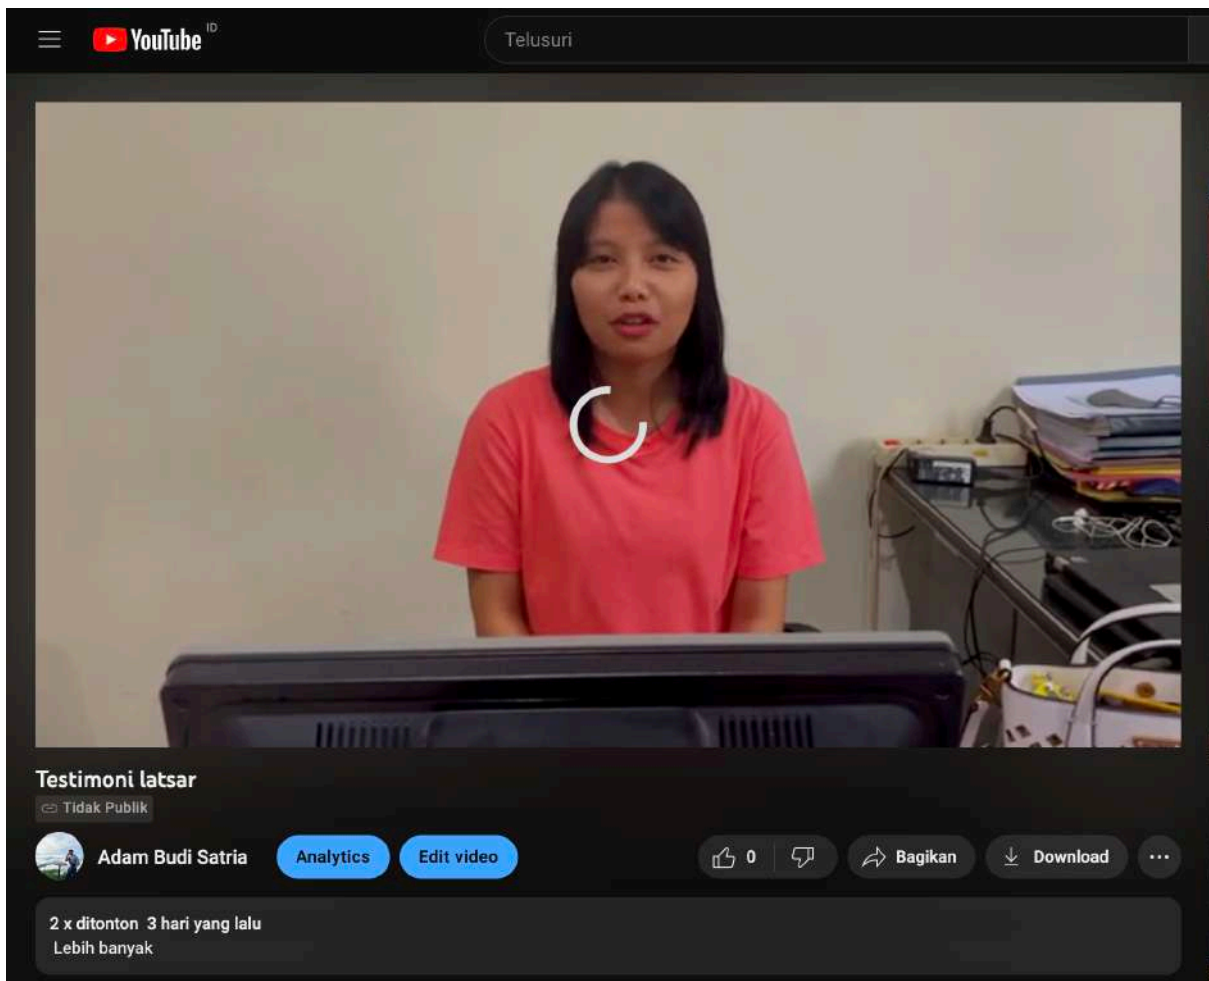 YouTube ID
Telusuri
Testimoni latsar
Tidak Publik
Adam Budi Satria
Analytics
Edit video
0
Bagikan
Download
2 x ditonton 3 hari yang lalu
Lebih banyak